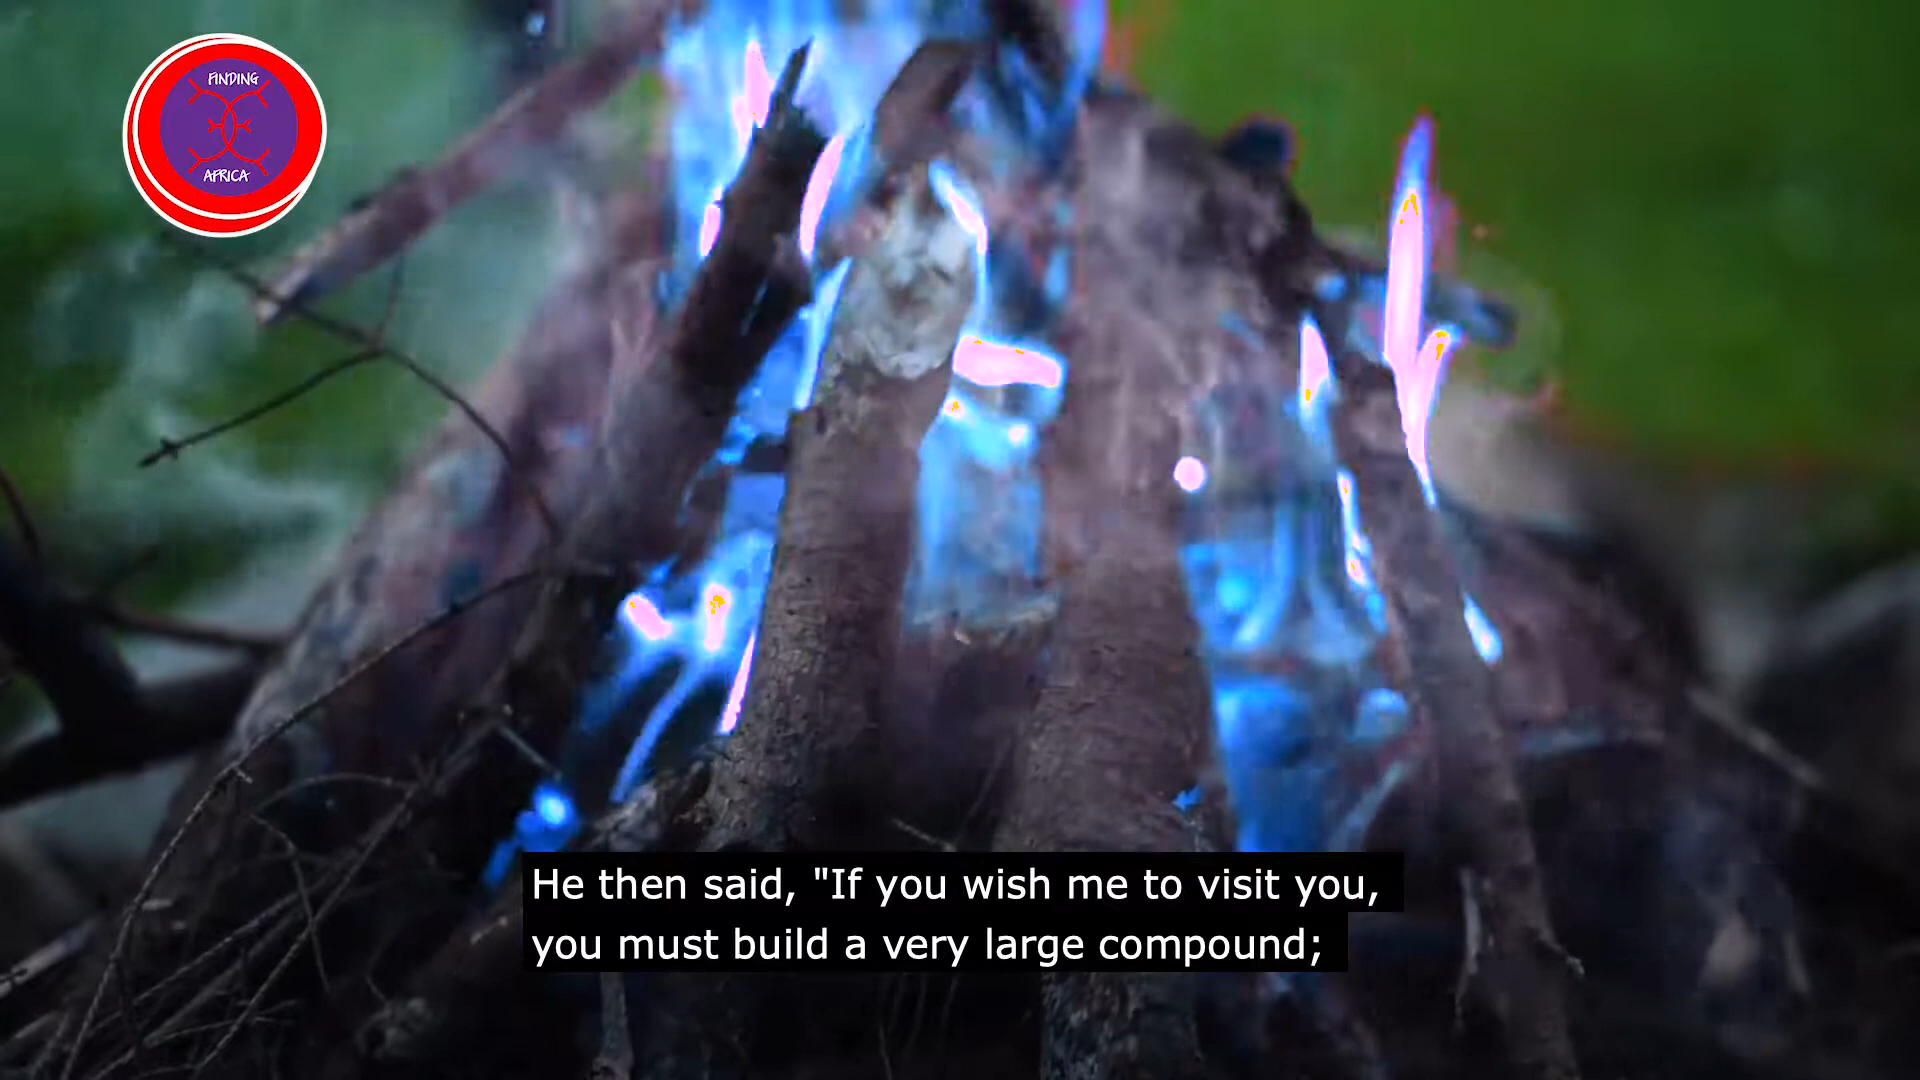 FINDING
AFRICA
He then said, "If you wish me to visit you,
you must build a very large compound;